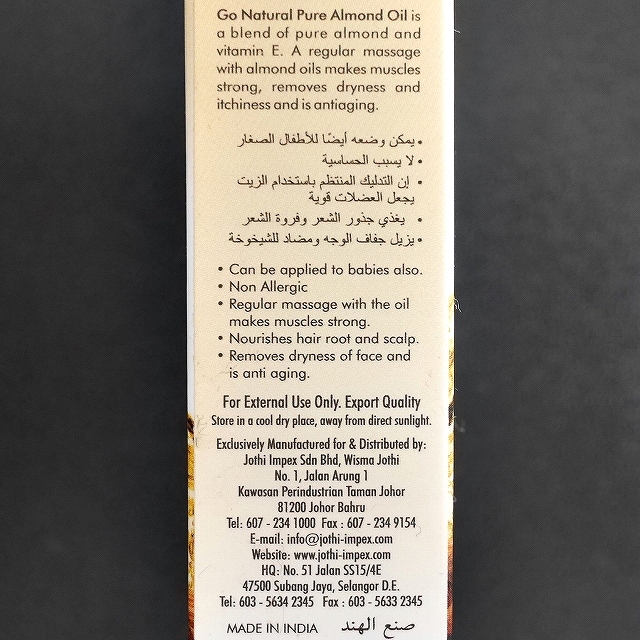 Go Natural Pure Almond Oil is
a blend of pure almond and
vitamin E. A regular massage
with almond oils makes muscles
strong, removes dryness and
itchiness and is antiaging.
• يمكن وضعه أيضًا للأطفال الصغار
• لا يسبب الحساسية
• إن التدليك المنتظم باستخدام الزيت
يجعل العضلات قوية
• يغذي جذور الشعر وفروة الشعر
• يزيل جفاف الوجه ومضاد للشيخوخة
• Can be applied to babies also.
• Non Allergic
• Regular massage with the oil
makes muscles strong.
• Nourishes hair root and scalp.
• Removes dryness of face and
is anti aging.
For External Use Only. Export Quality
Store in a cool dry place, away from direct sunlight.
Exclusively Manufactured for & Distributed by:
Jothi Impex Sdn Bhd, Wisma Jothi
No. 1, Jalan Arung 1
Kawasan Perindustrian Taman Johor
81200 Johor Bahru
Tel: 607 - 234 1000 Fax : 607 - 234 9154
E-mail: info@jothi-impex.com
Website: www.jothi-impex.com
HQ: No. 51 Jalan SS15/4E
47500 Subang Jaya, Selangor D.E.
Tel: 603 - 5634 2345 Fax : 603 - 5633 2345
MADE IN INDIA صنع الهند